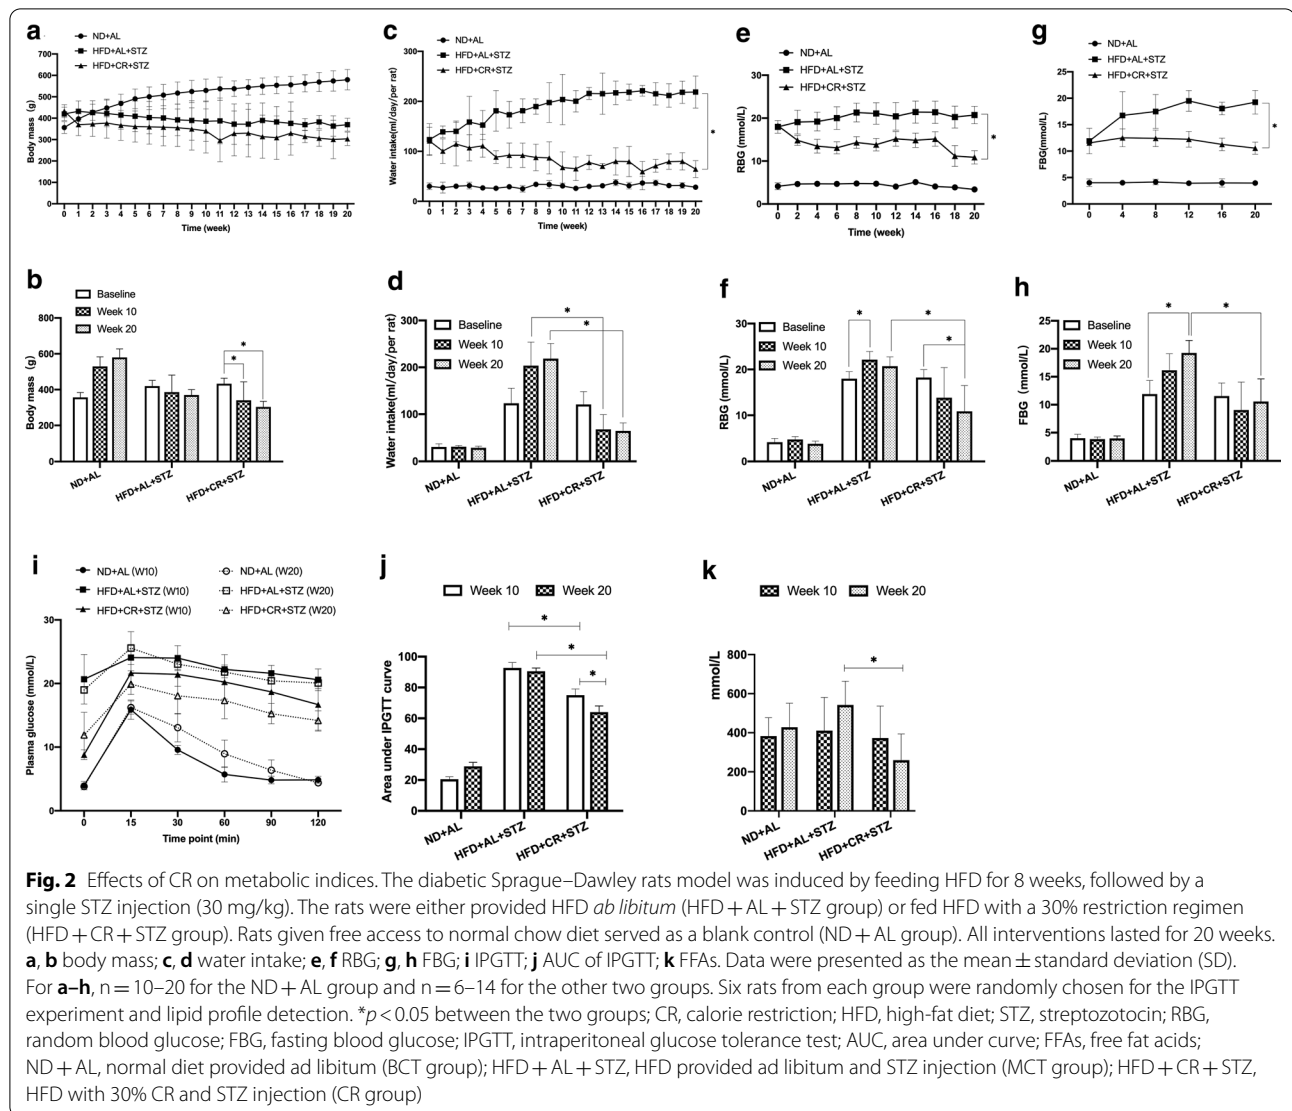 a
ND+AL
HFD+AL+STZ
HFD+CR+STZ
Body mass (g)
700
600
500
400
300
200
100
0
0 1 2 3 4 5 6 7 8 9 10 11 12 13 14 15 16 17 18 19 20
Time (week)
c
ND+AL
HFD+AL+STZ
HFD+CR+STZ
Water intake(ml/day/per rat)
300
200
100
0
*
0 1 2 3 4 5 6 7 8 9 10 11 12 13 14 15 16 17 18 19 20
Time (week)
e
ND+AL
HFD+AL+STZ
HFD+CR+STZ
RBG (mmol/L)
30
20
10
0
*
0 2 4 6 8 10 12 14 16 18 20
Time (week)
g
ND+AL
HFD+AL+STZ
HFD+CR+STZ
FBG(mmol/L)
25
20
15
10
5
0
*
0 4 8 12 16 20
b
Baseline
Week 10
Week 20
Body mass (g)
800
600
400
200
0
* *
ND+AL HFD+AL+STZ HFD+CR+STZ
d
Baseline
Week 10
Week 20
Water intake(ml/day/per rat)
300
200
100
0
*
*
ND+AL HFD+AL+STZ HFD+CR+STZ
f
Baseline
Week 10
Week 20
RBG (mmol/L)
30
20
10
0
* *
*
ND+AL HFD+AL+STZ HFD+CR+STZ
h
Baseline
Week 10
Week 20
FBG (mmol/L)
25
20
15
10
5
0
* *
ND+AL HFD+AL+STZ HFD+CR+STZ
i
ND+AL (W10) ND+AL (W20)
HFD+AL+STZ (W10) HFD+AL+STZ (W20)
HFD+CR+STZ (W10) HFD+CR+STZ (W20)
Plasma glucose (mmol/L)
30
20
10
0
0 15 30 60 90 120
Time point (min)
j
Week 10 Week 20
Area under IPGTT curve
100
80
60
40
20
0
*
*
*
ND+AL HFD+AL+STZ HFD+CR+STZ
k
Week 10 Week 20
mmol/L
800
600
400
200
0
*
ND+AL HFD+AL+STZ HFD+CR+STZ
Fig. 2 Effects of CR on metabolic indices. The diabetic Sprague–Dawley rats model was induced by feeding HFD for 8 weeks, followed by a
single STZ injection (30 mg/kg). The rats were either provided HFD ab libitum (HFD + AL + STZ group) or fed HFD with a 30% restriction regimen
(HFD + CR + STZ group). Rats given free access to normal chow diet served as a blank control (ND + AL group). All interventions lasted for 20 weeks.
a, b body mass; c, d water intake; e, f RBG; g, h FBG; i IPGTT; j AUC of IPGTT; k FFAs. Data were presented as the mean ± standard deviation (SD).
For a–h, n = 10–20 for the ND + AL group and n = 6–14 for the other two groups. Six rats from each group were randomly chosen for the IPGTT
experiment and lipid profile detection. *p < 0.05 between the two groups; CR, calorie restriction; HFD, high-fat diet; STZ, streptozotocin; RBG,
random blood glucose; FBG, fasting blood glucose; IPGTT, intraperitoneal glucose tolerance test; AUC, area under curve; FFAs, free fat acids;
ND + AL, normal diet provided ad libitum (BCT group); HFD + AL + STZ, HFD provided ad libitum and STZ injection (MCT group); HFD + CR + STZ,
HFD with 30% CR and STZ injection (CR group)